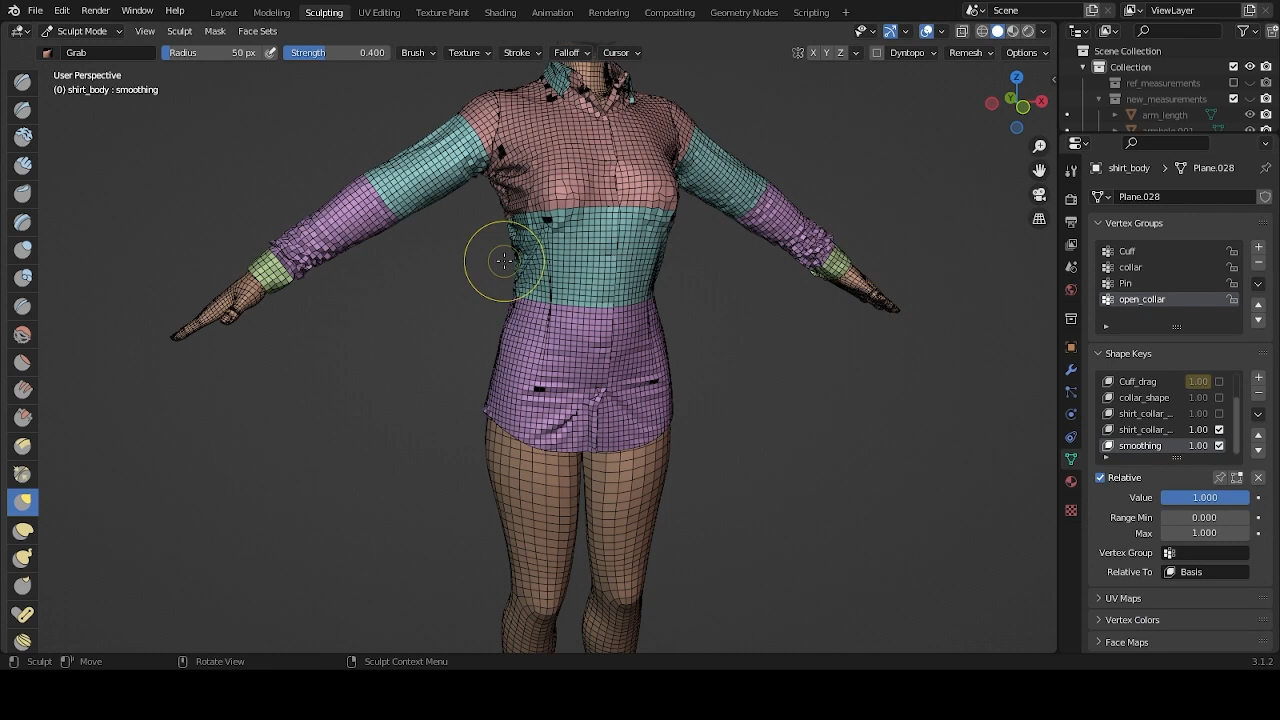 File Edit Render Window Help Layout Modeling Sculpting UV Editing Texture Paint Shading Animation Rendering Compositing Geometry Nodes Scripting + Scene ViewLayer
Sculpt Mode View Sculpt Mask Face Sets
Grab Radius 50 px Strength 0.400 Brush Texture Stroke Falloff Cursor X Y Z Dyntopo Remesh Options
User Perspective
(0) shirt_body : smoothing
Z
X
Y
Scene Collection
Collection
ref_measurements
new_measurements
arm_length
armhole.001
shirt_body Plane.028
Plane.028
Vertex Groups
Cuff
collar
Pin
open_collar
Shape Keys
Cuff_drag 1.00
collar_shape 1.00
shirt_collar_... 1.00
shirt_collar_... 1.00
smoothing 1.00
Relative
Value 1.000
Range Min 0.000
Max 1.000
Vertex Group
Relative To Basis
UV Maps
Vertex Colors
Face Maps
Sculpt Move Rotate View Sculpt Context Menu 3.1.2